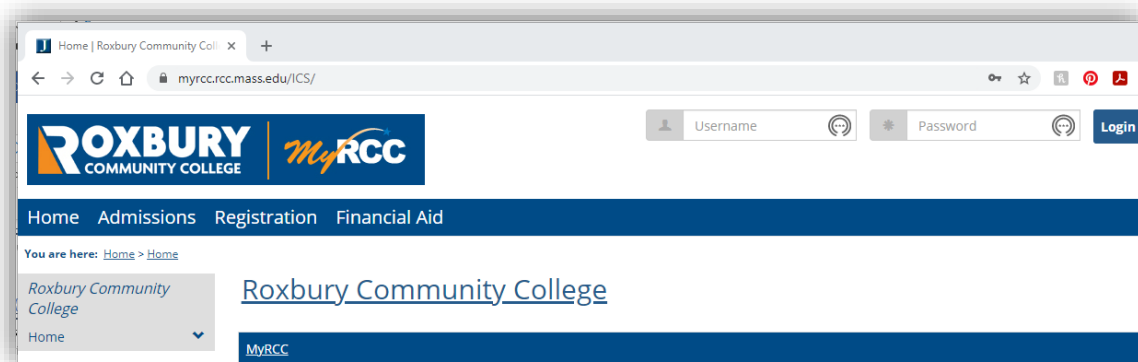 Home | Roxbury Community Coll
myrcc.rcc.mass.edu/ICS/
ROXBURY
COMMUNITY COLLEGE
MyRCC
Username
Password
Login
Home Admissions Registration Financial Aid
You are here: Home > Home
Roxbury Community
College
Home
Roxbury Community College
MyRCC